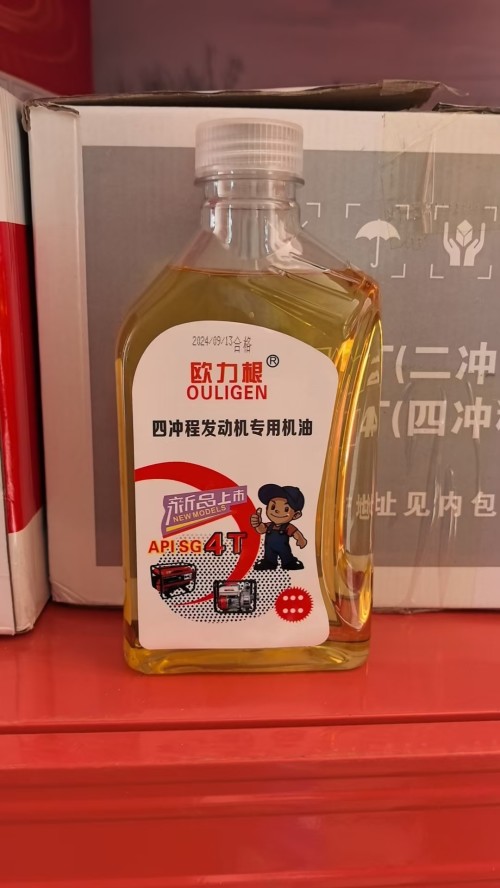 2024/09/13合格
欧力根®
OULIGEN
四冲程发动机专用机油
新品上市
NEW MODELS
API SG 4T
(二冲
4T(四冲
址见内包